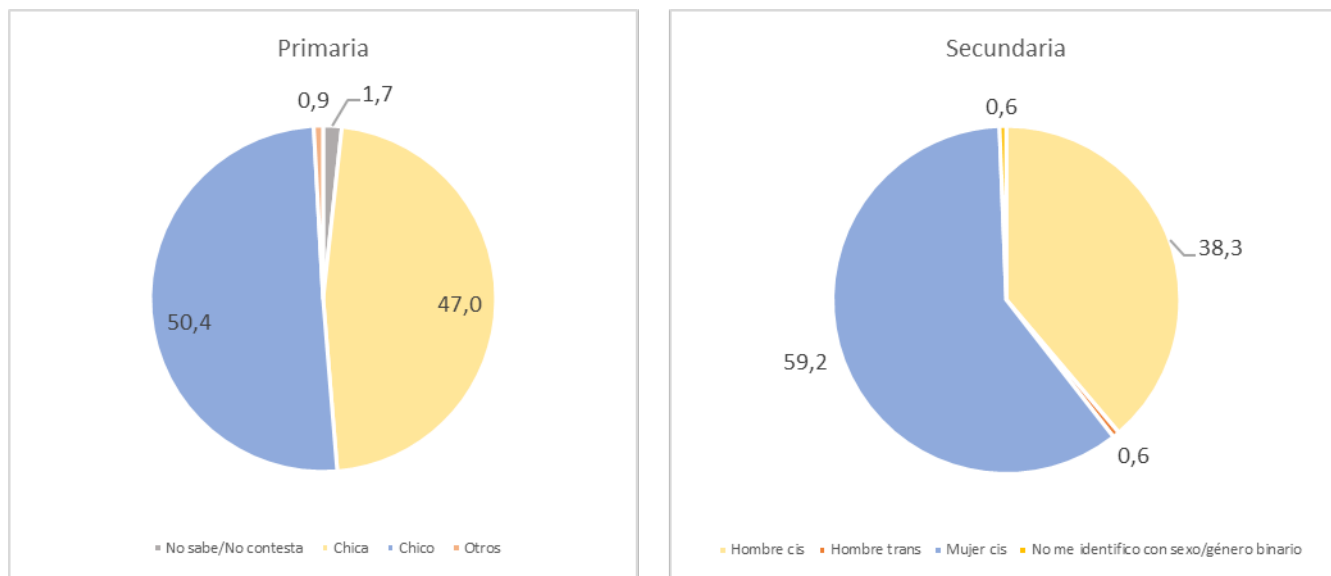 Primaria
0,9
1,7
50,4
47,0
No sabe/No contesta Chica Chico Otros
Secundaria
0,6
38,3
59,2
0,6
Hombre cis Hombre trans Mujer cis No me identifico con sexo/género binario